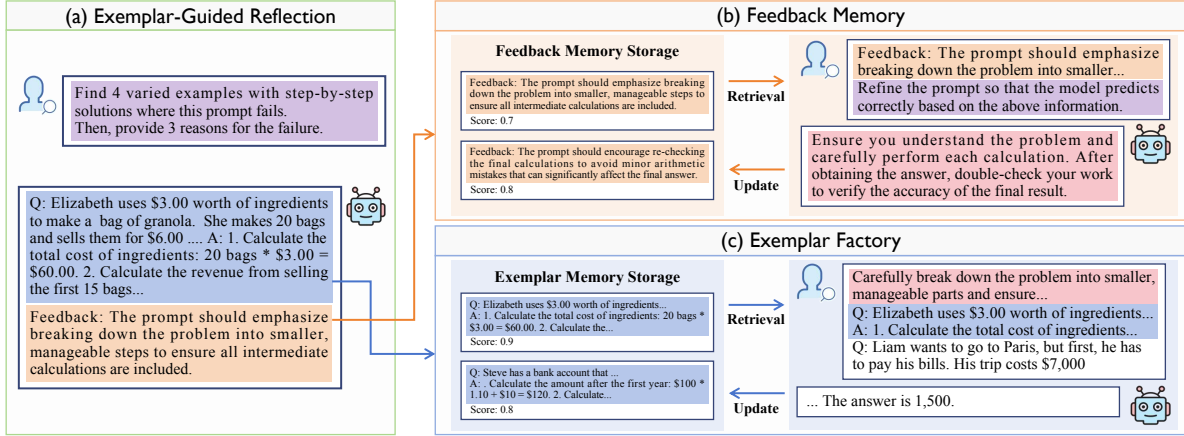 (a) Exemplar-Guided Reflection
Find 4 varied examples with step-by-step
solutions where this prompt fails.
Then, provide 3 reasons for the failure.
Q: Elizabeth uses $3.00 worth of ingredients
to make a bag of granola. She makes 20 bags
and sells them for $6.00 .... A: 1. Calculate the
total cost of ingredients: 20 bags * $3.00 =
$60.00. 2. Calculate the revenue from selling
the first 15 bags...
Feedback: The prompt should emphasize
breaking down the problem into smaller,
manageable steps to ensure all intermediate
calculations are included.
(b) Feedback Memory
Feedback Memory Storage
Feedback: The prompt should emphasize breaking
down the problem into smaller, manageable steps to
ensure all intermediate calculations are included.
Score: 0.7
Feedback: The prompt should encourage re-checking
the final calculations to avoid minor arithmetic
mistakes that can significantly affect the final answer.
Score: 0.8
Retrieval
Update
Feedback: The prompt should emphasize
breaking down the problem into smaller...
Refine the prompt so that the model predicts
correctly based on the above information.
Ensure you understand the problem and
carefully perform each calculation. After
obtaining the answer, double-check your work
to verify the accuracy of the final result.
(c) Exemplar Factory
Exemplar Memory Storage
Q: Elizabeth uses $3.00 worth of ingredients...
A: 1. Calculate the total cost of ingredients: 20 bags *
$3.00 = $60.00. 2. Calculate the...
Score: 0.9
Q: Steve has a bank account that ...
A: . Calculate the amount after the first year: $100 *
1.10 + $10 = $120. 2. Calculate...
Score: 0.8
Retrieval
Update
Carefully break down the problem into smaller,
manageable parts and ensure...
Q: Elizabeth uses $3.00 worth of ingredients...
A: 1. Calculate the total cost of ingredients...
Q: Liam wants to go to Paris, but first, he has
to pay his bills. His trip costs $7,000
... The answer is 1,500.